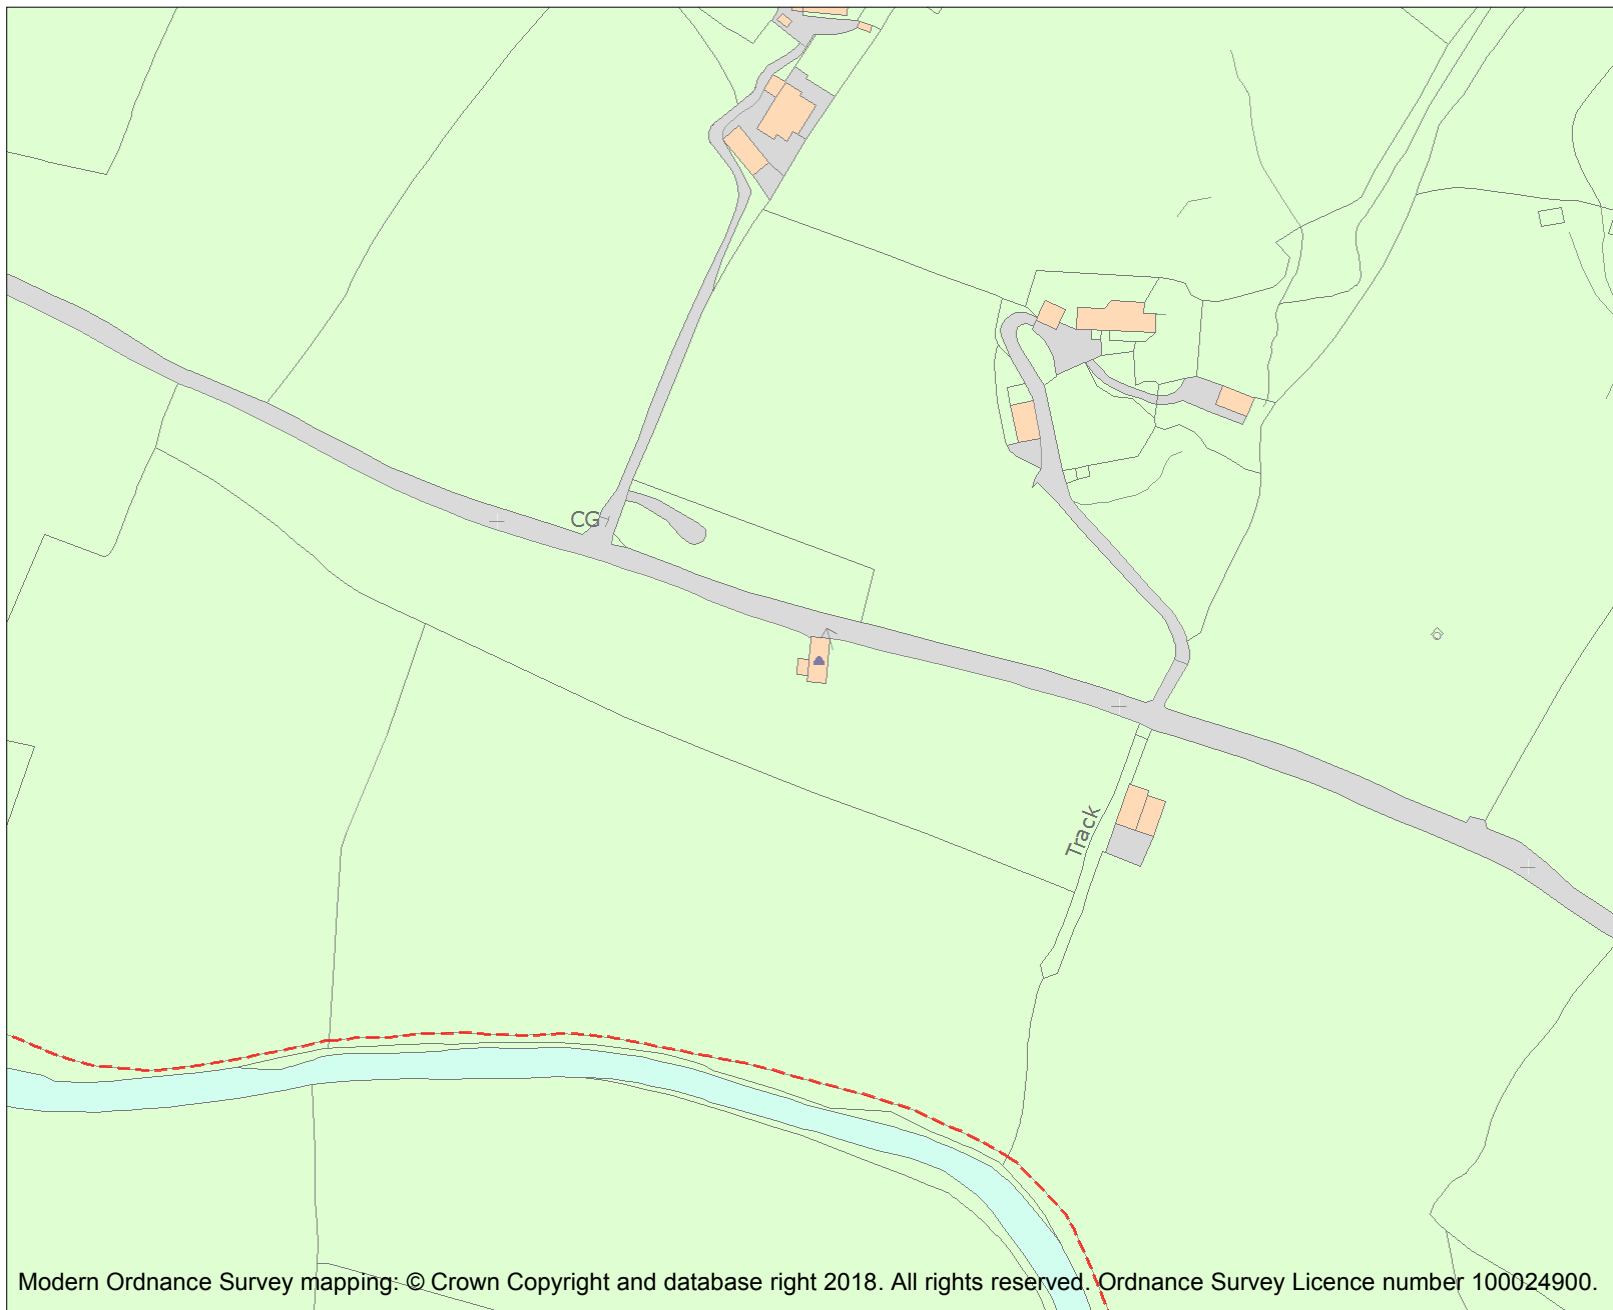 CG
Track
Modern Ordnance Survey mapping: © Crown Copyright and database right 2018. All rights reserved. Ordnance Survey Licence number 100024900.